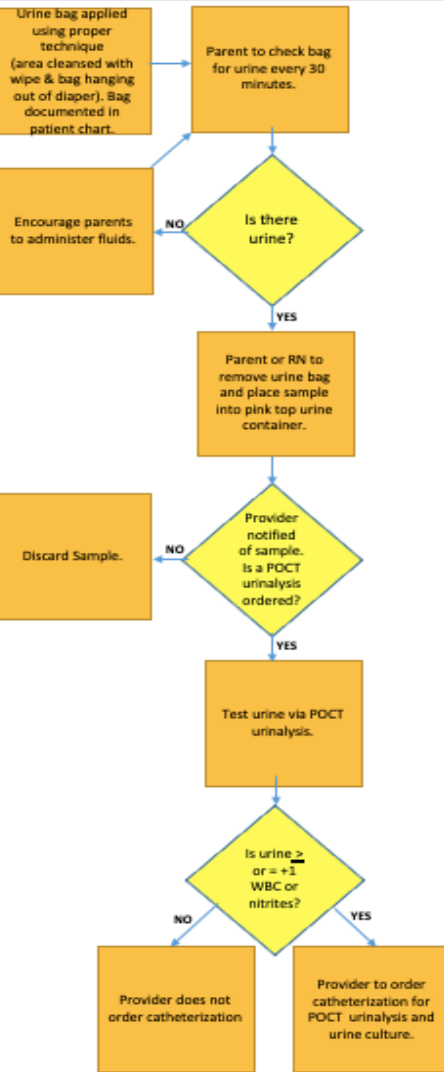 Urine bag applied
using proper
technique
(area cleansed with
wipe & bag hanging
out of diaper). Bag
documented in
patient chart.
Parent to check bag
for urine every 30
minutes.
Encourage parents
to administer fluids.
NO
Is there
urine?
YES
Parent or RN to
remove urine bag
and place sample
into pink top urine
container.
Discard Sample.
NO
Provider
notified
of sample.
Is a POCT
urinalysis
ordered?
YES
Test urine via POCT
urinalysis.
Is urine >
or = +1
WBC or
nitrites?
NO
YES
Provider does not
order catheterization
Provider to order
catheterization for
POCT urinalysis and
urine culture.